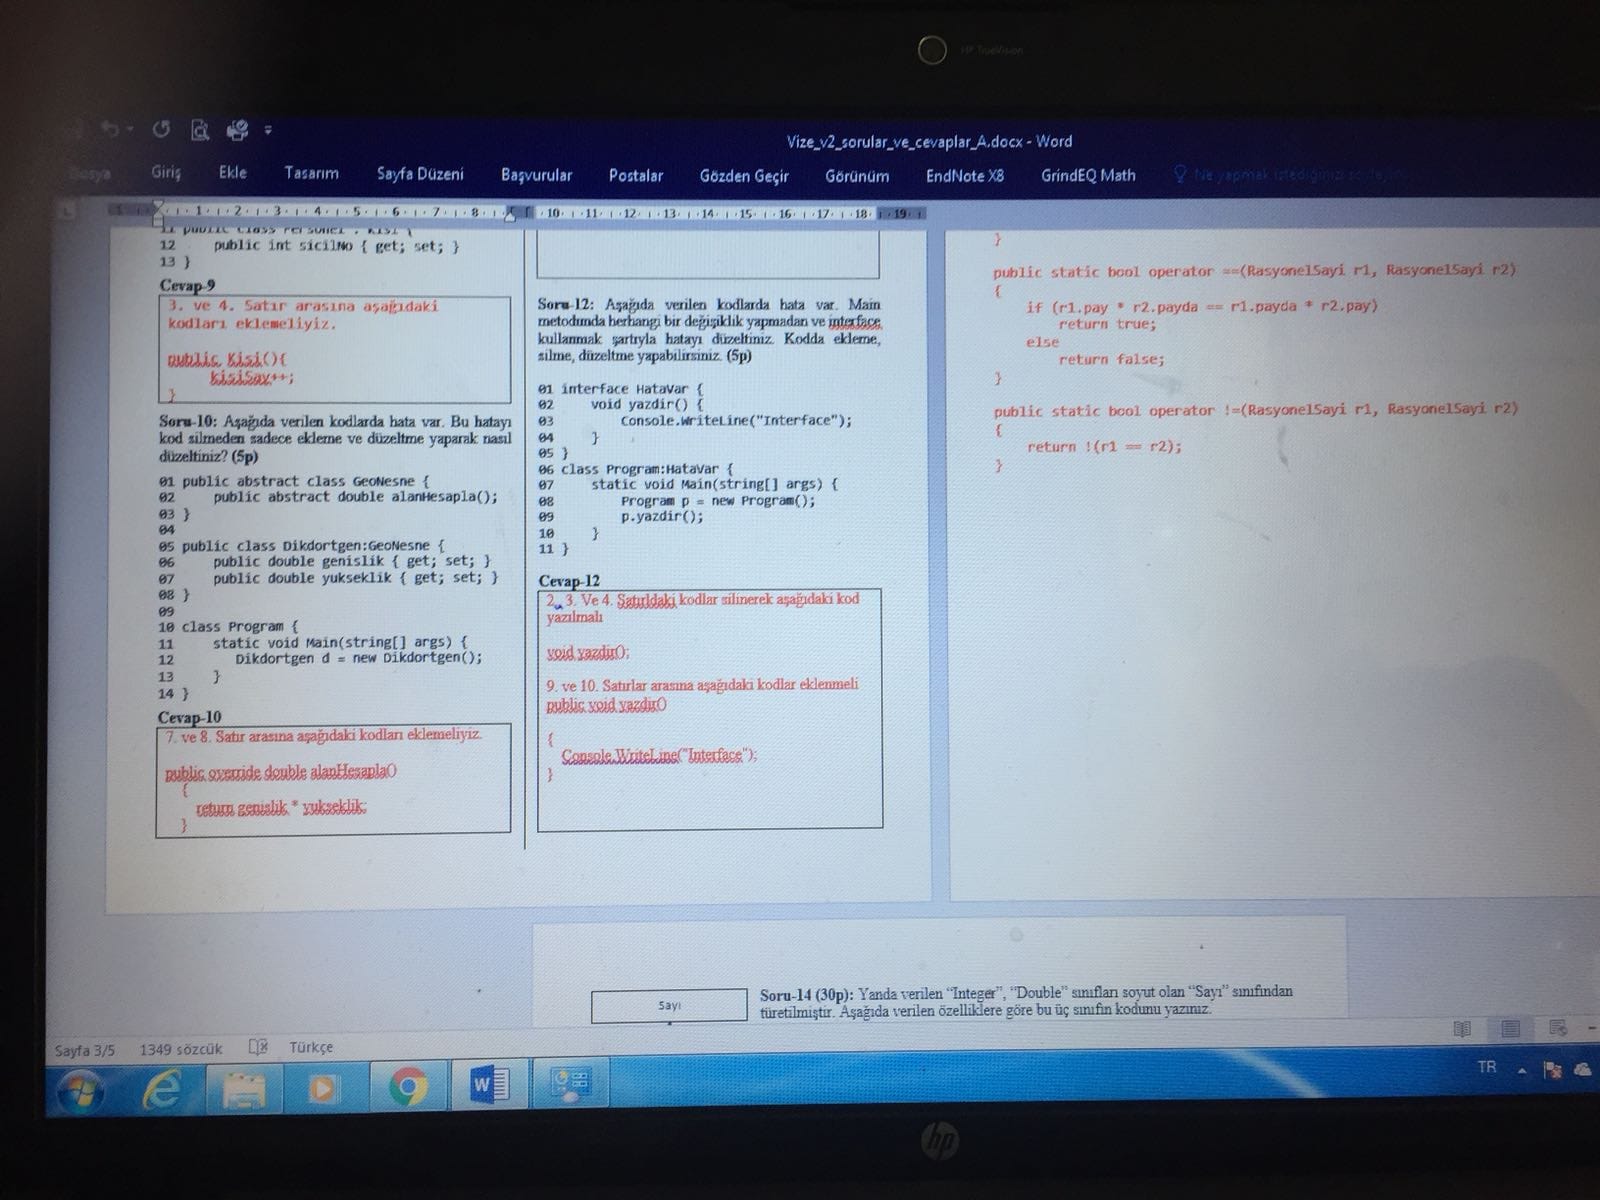 HP TrueVision
Vize_v2_sorular_ve_cevaplar_A.docx - Word
Dosya Giriş Ekle Tasarım Sayfa Düzeni Başvurular Postalar Gözden Geçir Görünüm EndNote X8 GrindEQ Math Ne yapmak istediğinizi söyleyin
1 1 2 3 4 5 6 7 8 10 11 12 13 14 15 16 17 18 19
11 public class Personel : Kisi {
12 public int sicilNo { get; set; }
13 }
Cevap-9
3. ve 4. Satır arasına aşağıdaki
kodları eklemeliyiz.
public Kisi(){
kisiSay++;
}
Soru-10: Aşağıda verilen kodlarda hata var. Bu hatayı
kod silmeden sadece ekleme ve düzeltme yaparak nasıl
düzeltiniz? (5p)
01 public abstract class GeoNesne {
02 public abstract double alanHesapla();
03 }
04
05 public class Dikdortgen:GeoNesne {
06 public double genislik { get; set; }
07 public double yukseklik { get; set; }
08 }
09
10 class Program {
11 static void Main(string[] args) {
12 Dikdortgen d = new Dikdortgen();
13 }
14 }
Cevap-10
7. ve 8. Satır arasına aşağıdaki kodları eklemeliyiz.
public override double alanHesapla()
{
return genislik * yukseklik;
}
Soru-12: Aşağıda verilen kodlarda hata var. Main
metodunda herhangi bir değişiklik yapmadan ve interface
kullanmak şartıyla hatayı düzeltiniz. Kodda ekleme,
silme, düzeltme yapabilirsiniz. (5p)
01 interface HataVar {
02 void yazdir() {
03 Console.WriteLine("Interface");
04 }
05 }
06 class Program:HataVar {
07 static void Main(string[] args) {
08 Program p = new Program();
09 p.yazdir();
10 }
11 }
Cevap-12
2., 3. Ve 4. Satırldaki kodlar silinerek aşağıdaki kod
yazılmalı
void yazdir();
9. ve 10. Satırlar arasına aşağıdaki kodlar eklenmeli
public void yazdir()
{
Console.WriteLine("Interface");
}
}
public static bool operator ==(RasyonelSayi r1, RasyonelSayi r2)
{
if (r1.pay * r2.payda == r1.payda * r2.pay)
return true;
else
return false;
}
public static bool operator !=(RasyonelSayi r1, RasyonelSayi r2)
{
return !(r1 == r2);
}
Sayı
Soru-14 (30p): Yanda verilen "Integer", "Double" sınıfları soyut olan "Sayı" sınıfından
türetilmiştir. Aşağıda verilen özelliklere göre bu üç sınıfın kodunu yazınız.
Sayfa 3/5 1349 sözcük Türkçe
TR
hp